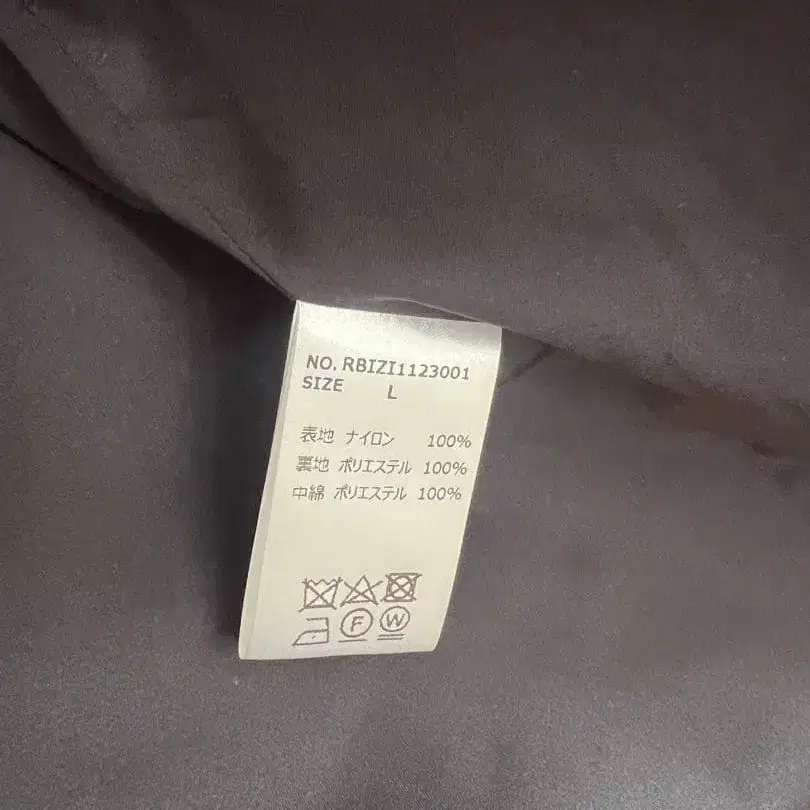 NO. RBIZI1123001
SIZE L
表地 ナイロン 100%
裏地 ポリエステル 100%
中綿 ポリエステル 100%
F W